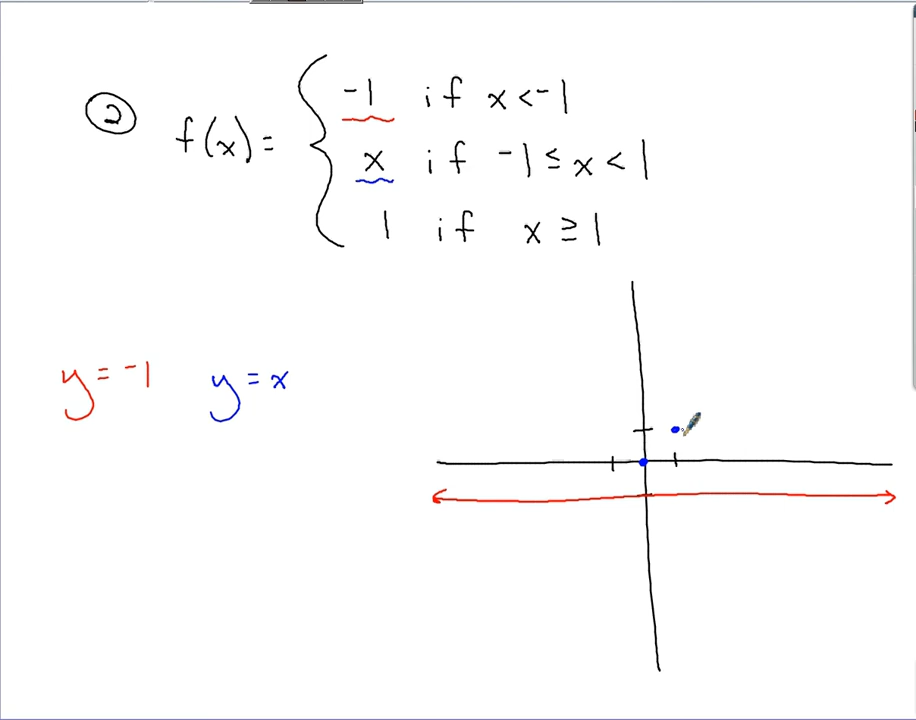 ② f(x) = { -1 if x < -1
x if -1 ≤ x < 1
1 if x ≥ 1
y = -1 y = x